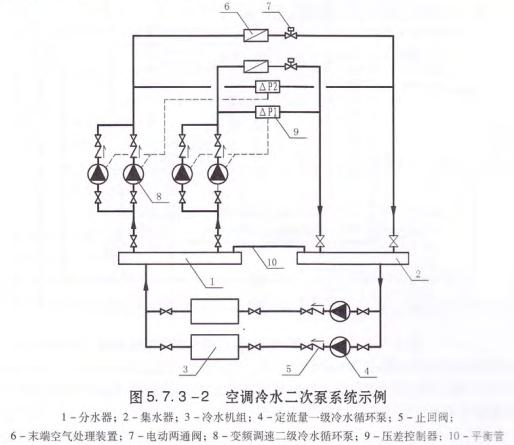 6
7
ΔP2
ΔP1
9
8
10
1
2
3
5
4
图5.7.3-2 空调冷水二次泵系统示例
1-分水器；2-集水器；3-冷水机组；4-定流量一级冷水循环泵；5-止回阀；
6-末端空气处理装置；7-电动两通阀；8-变频调速二级冷水循环泵；9-压差控制器；10-平衡管